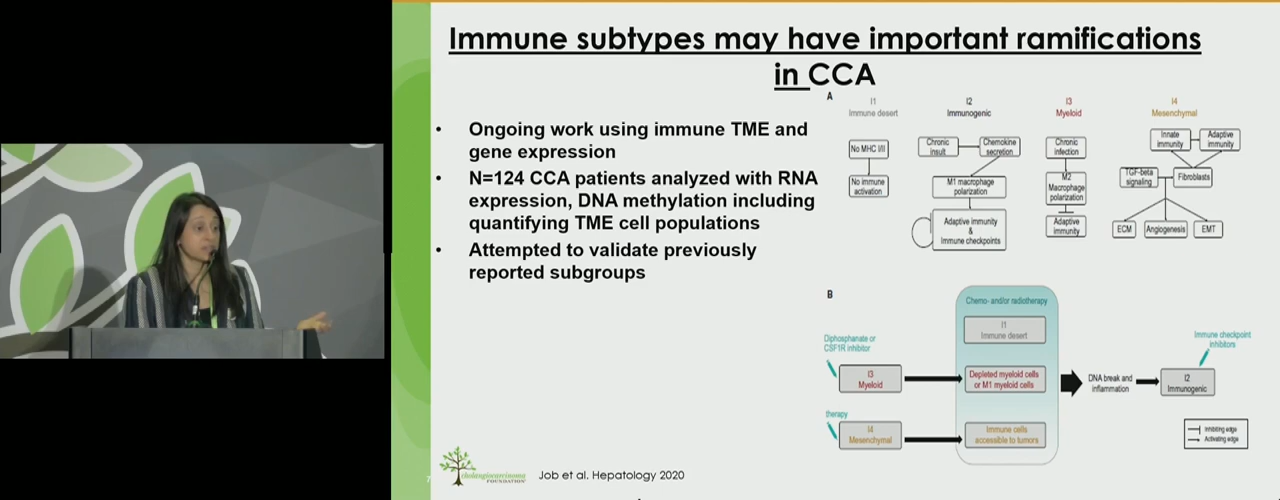 Immune subtypes may have important ramifications
in CCA
• Ongoing work using immune TME and
gene expression
• N=124 CCA patients analyzed with RNA
expression, DNA methylation including
quantifying TME cell populations
• Attempted to validate previously
reported subgroups
A
I1
Immune desert
No MHC I/II
No immune
activation
I2
Immunogenic
Chronic
insult
Chemokine
secretion
M1 macrophage
polarization
Adaptive immunity
&
Immune checkpoints
I3
Myeloid
Chronic
infection
M2
Macrophage
polarization
Adaptive
immunity
I4
Mesenchymal
Innate
immunity
Adaptive
immunity
TGF-beta
signaling
Fibroblasts
ECM
Angiogenesis
EMT
B
Chemo- and/or radiotherapy
I1
Immune desert
Diphosphanate or
CSF1R inhibitor
I3
Myeloid
Depleted myeloid cells
or M1 myeloid cells
DNA break and
inflammation
Immune checkpoint
inhibitors
I2
Immunogenic
therapy
I4
Mesenchymal
Immune cells
accessible to tumors
Inhibiting edge
Activating edge
cholangiocarcinoma
FOUNDATION
Job et al. Hepatology 2020